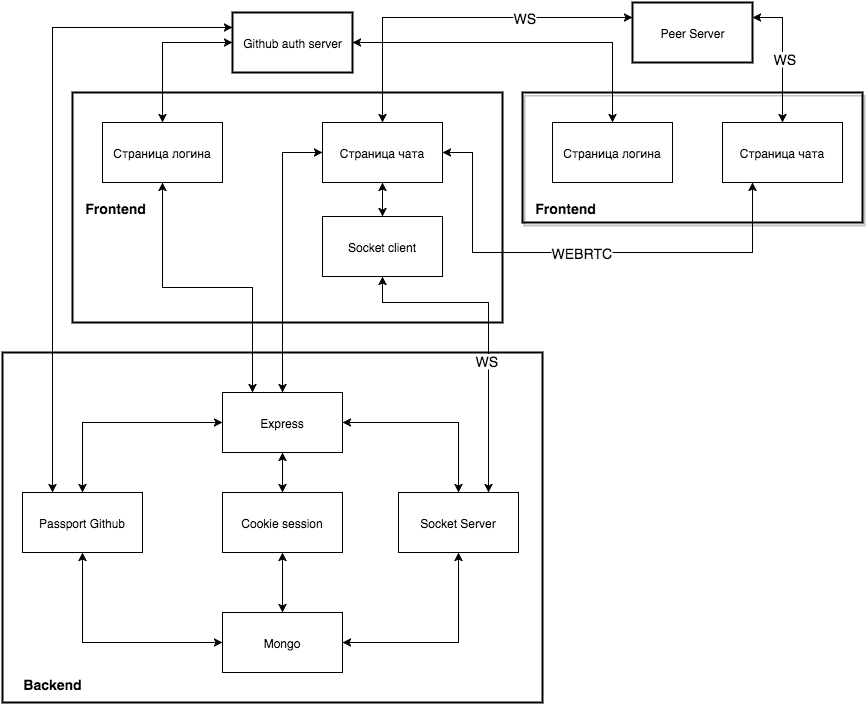 WS
Github auth server
Peer Server
WS
Страница логина
Страница чата
Страница логина
Страница чата
Frontend
Frontend
Socket client
WEBRTC
WS
Express
Passport Github
Cookie session
Socket Server
Mongo
Backend